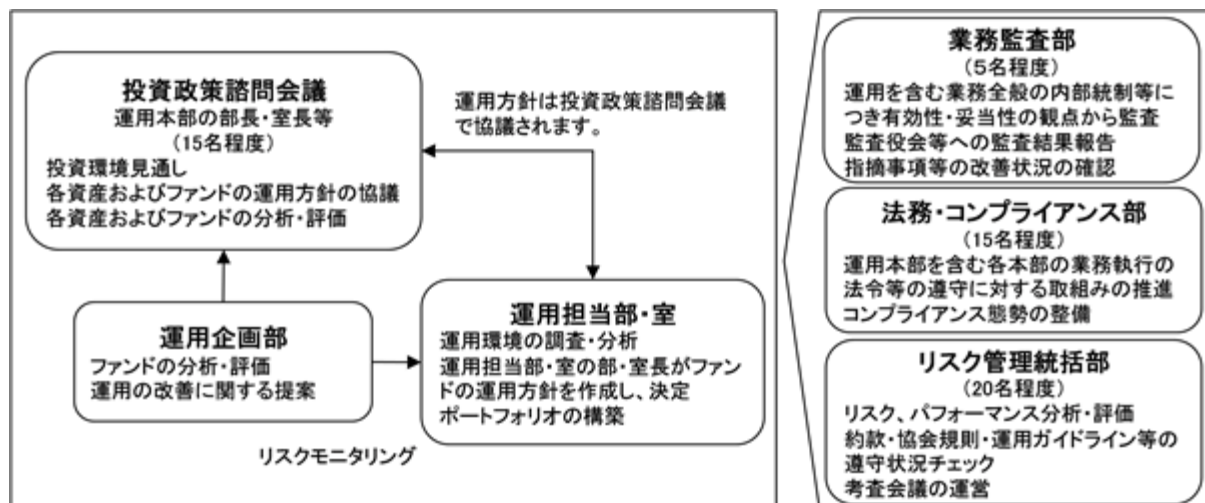 投資政策諮問会議
運用本部の部長・室長等
(15名程度)
投資環境見通し
各資産およびファンドの運用方針の協議
各資産およびファンドの分析・評価
運用方針は投資政策諮問会議
で協議されます。
運用企画部
ファンドの分析・評価
運用の改善に関する提案
運用担当部・室
運用環境の調査・分析
運用担当部・室の部・室長がファン
ドの運用方針を作成し、決定
ポートフォリオの構築
リスクモニタリング
業務監査部
(5名程度)
運用を含む業務全般の内部統制等に
つき有効性・妥当性の観点から監査
監査役会等への監査結果報告
指摘事項等の改善状況の確認
法務・コンプライアンス部
(15名程度)
運用本部を含む各本部の業務執行の
法令等の遵守に対する取組みの推進
コンプライアンス態勢の整備
リスク管理統括部
(20名程度)
リスク、パフォーマンス分析・評価
約款・協会規則・運用ガイドライン等の
遵守状況チェック
考査会議の運営